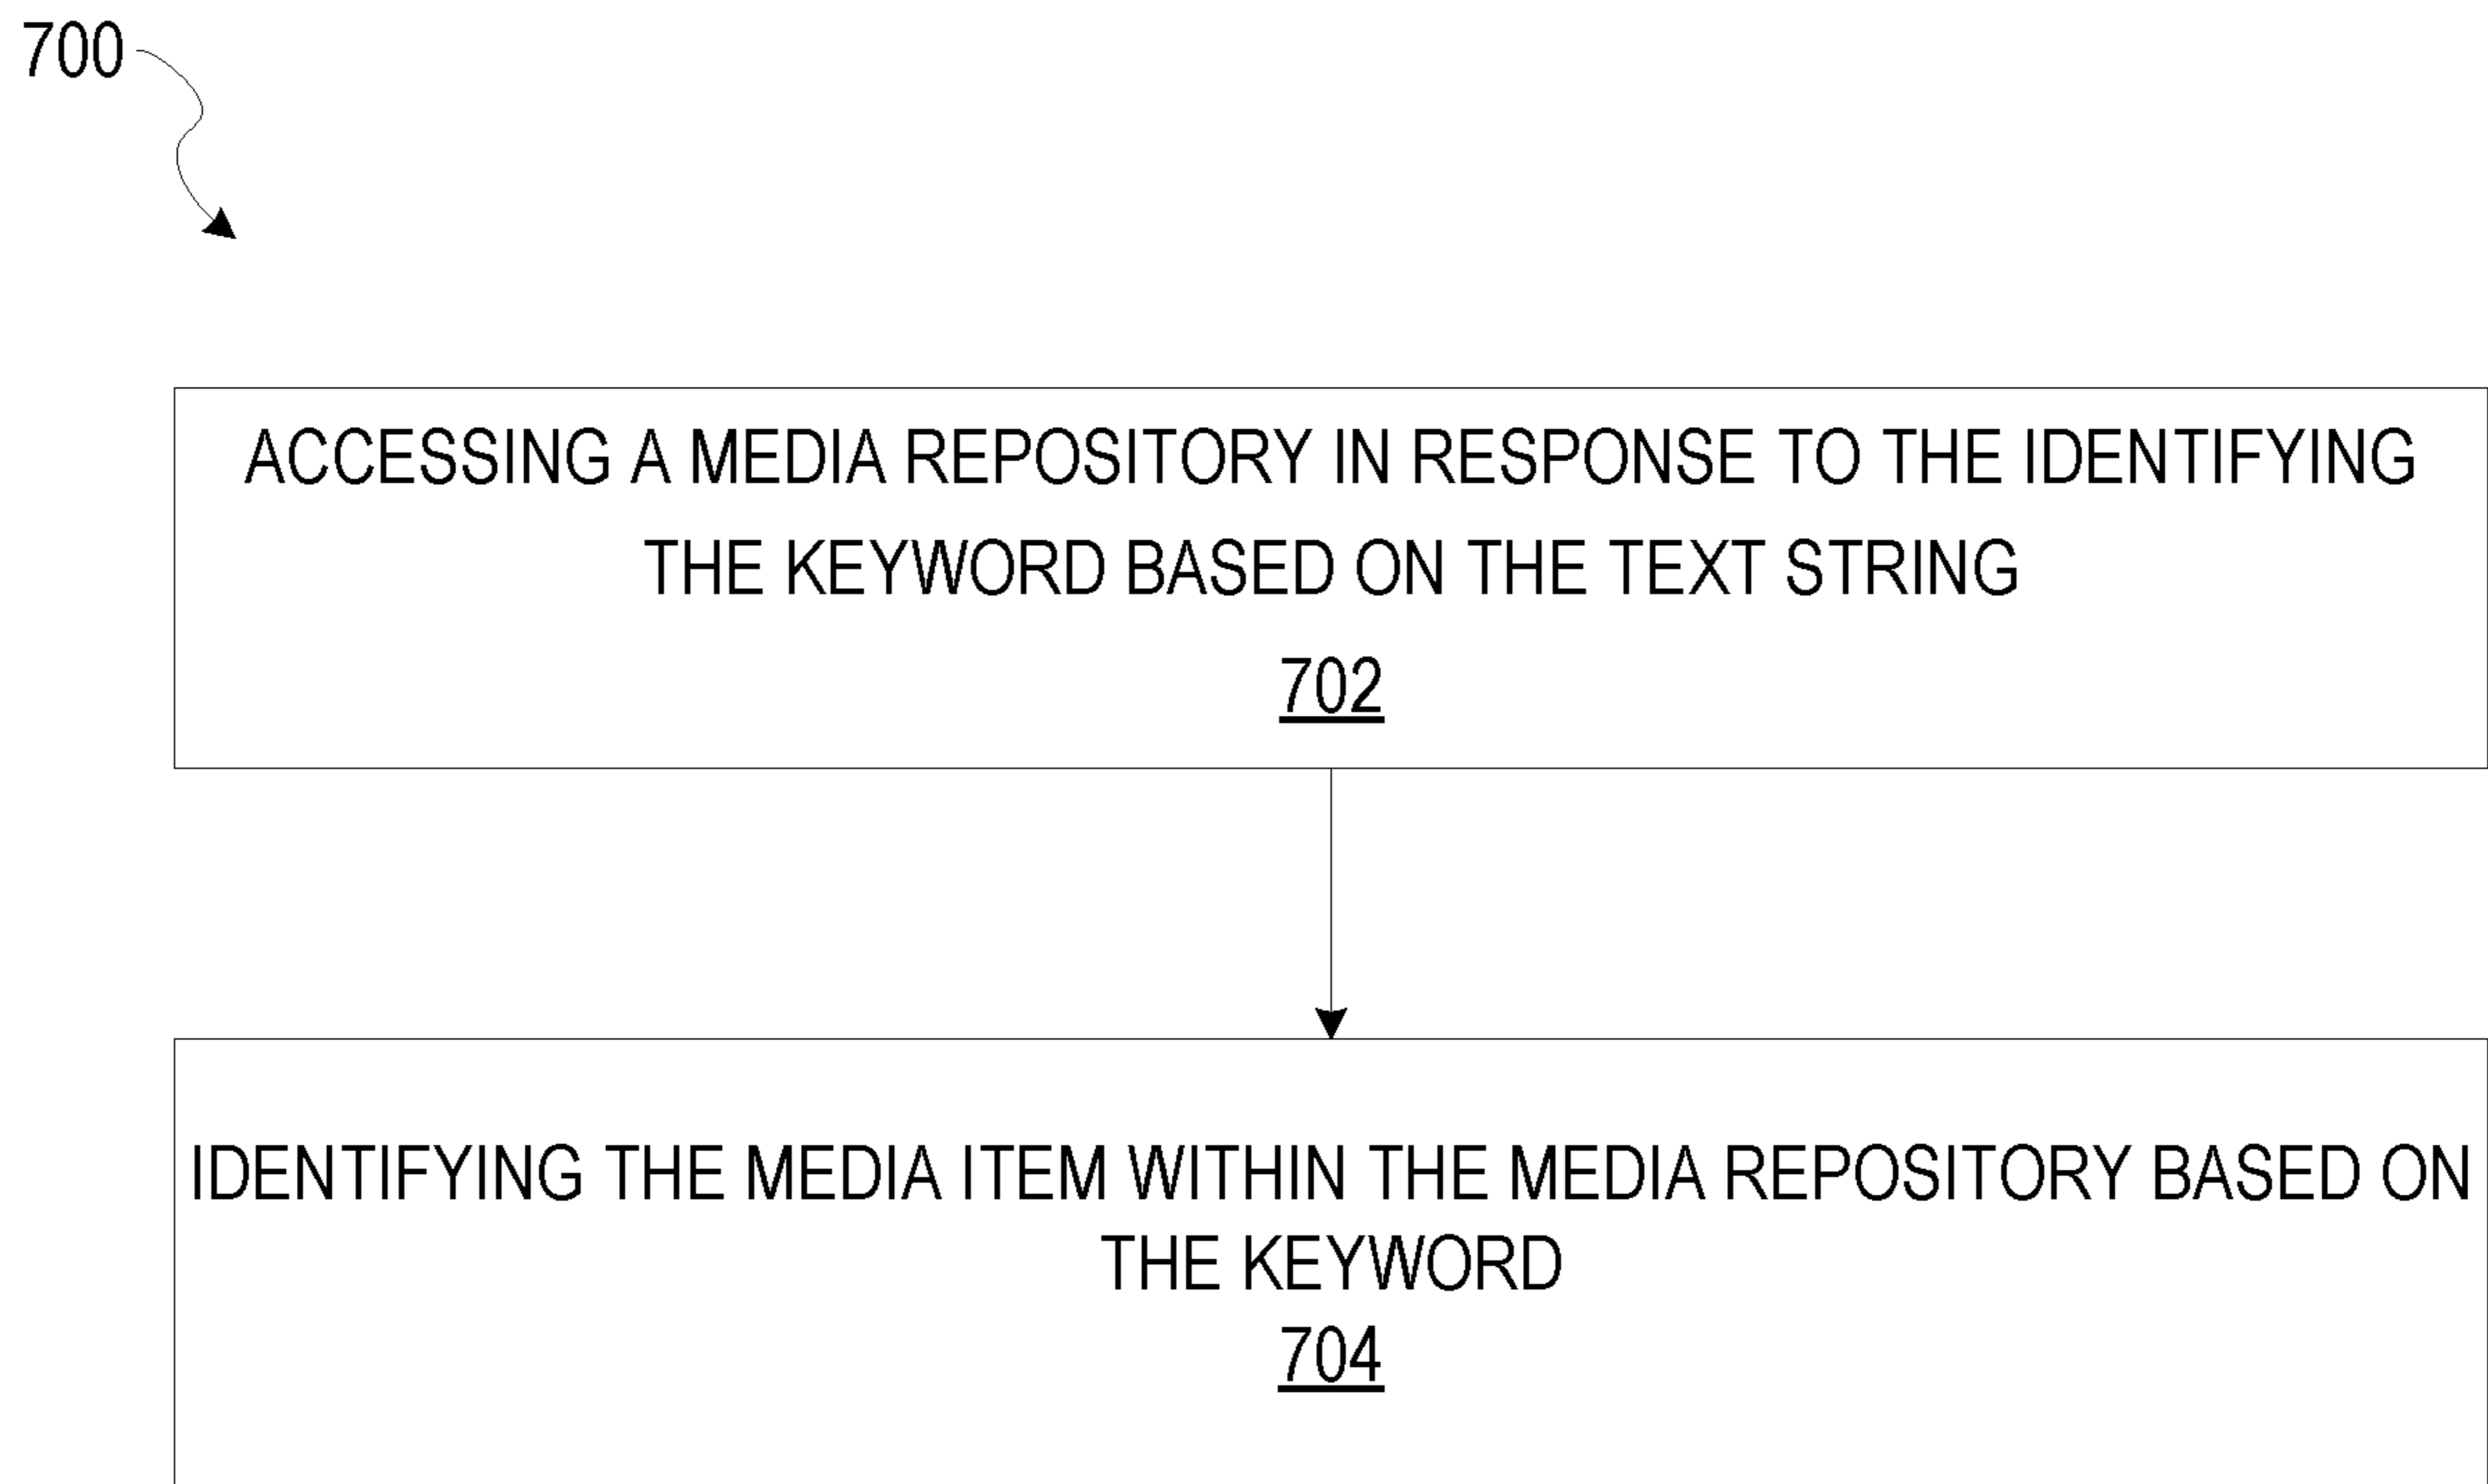 700
ACCESSING A MEDIA REPOSITORY IN RESPONSE TO THE IDENTIFYING
THE KEYWORD BASED ON THE TEXT STRING
702
IDENTIFYING THE MEDIA ITEM WITHIN THE MEDIA REPOSITORY BASED ON
THE KEYWORD
704